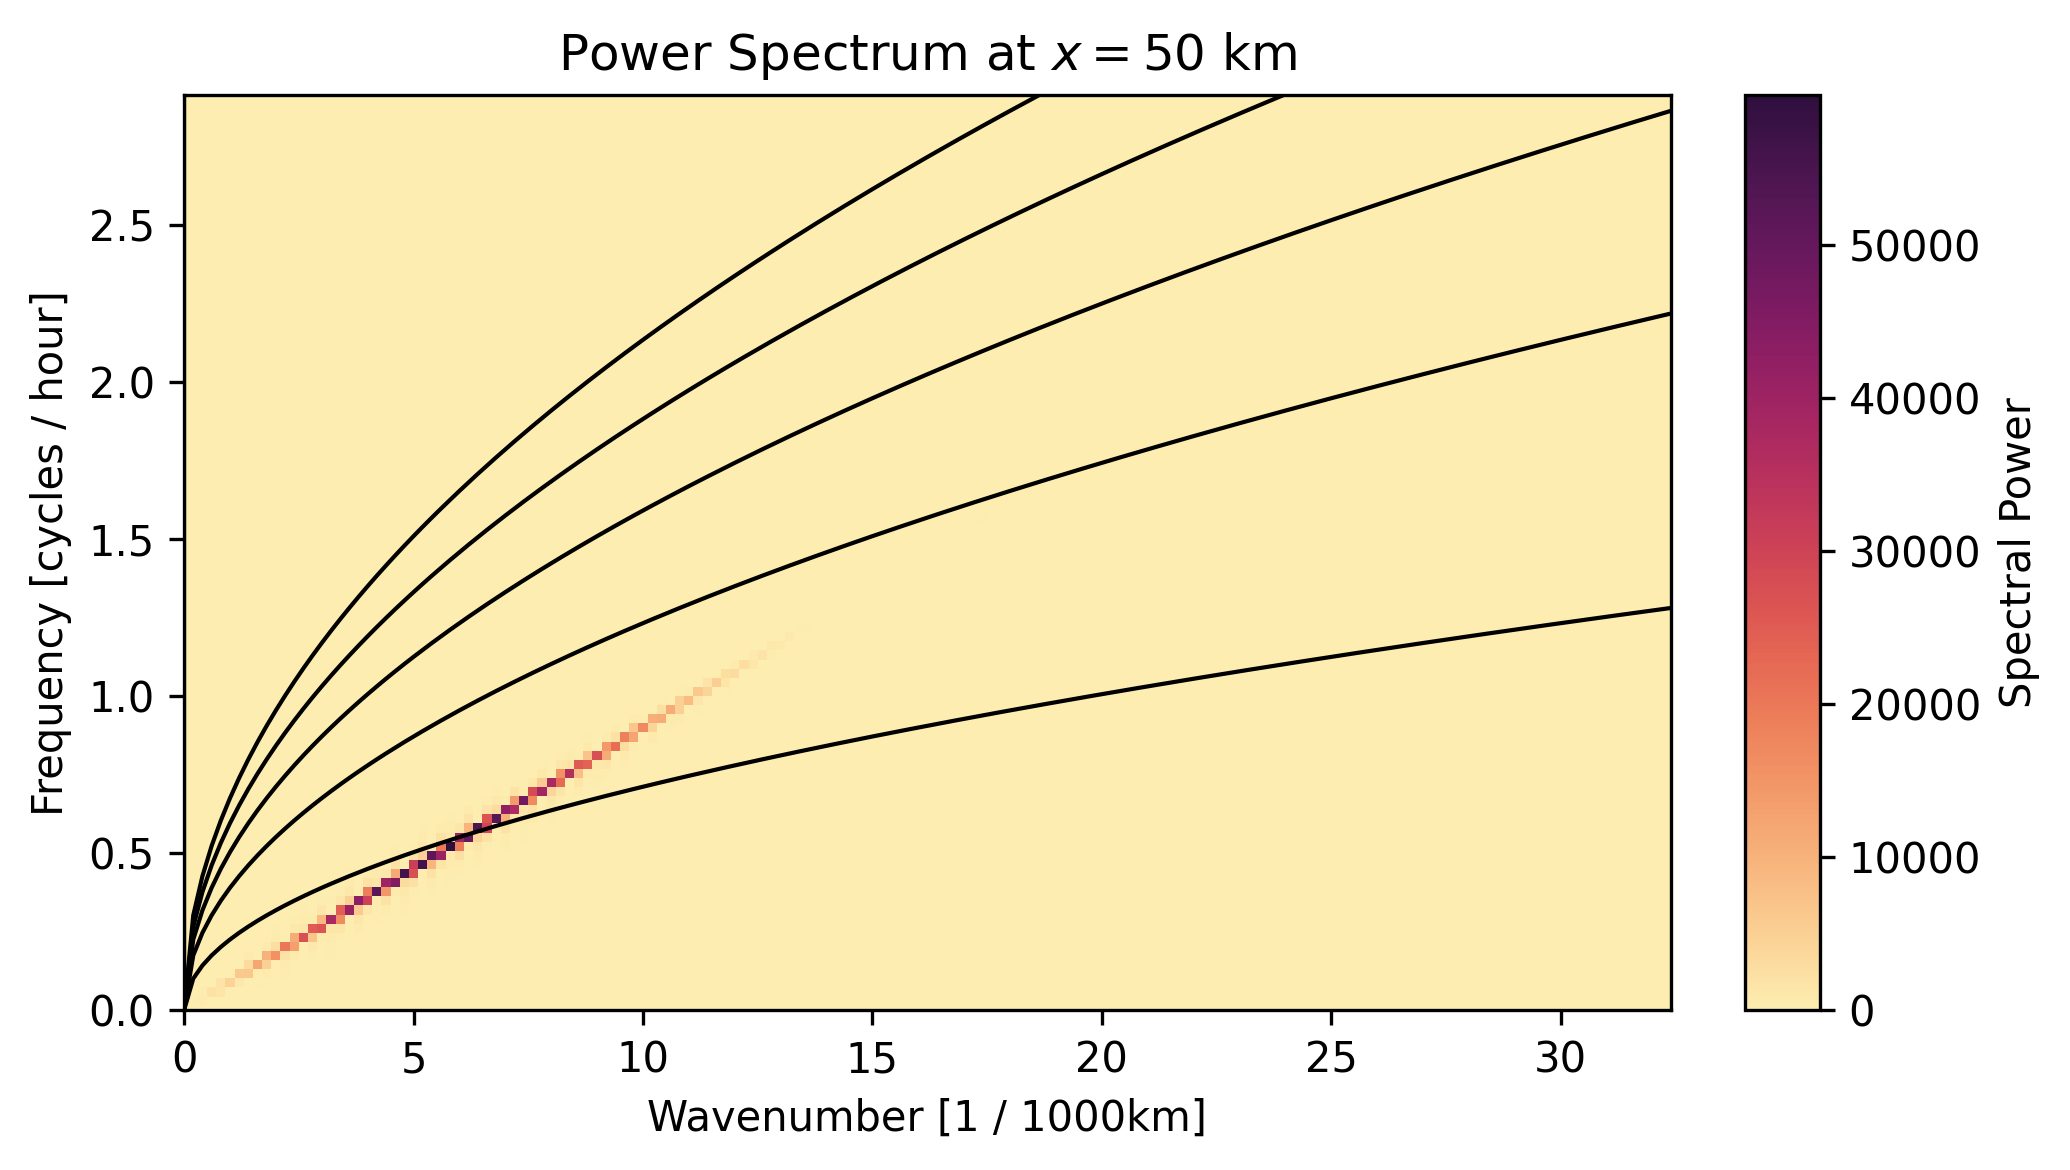 Power Spectrum at x = 50 km
Frequency [cycles / hour]
2.5
2.0
1.5
1.0
0.5
0.0
0 5 10 15 20 25 30
Wavenumber [1 / 1000km]
50000
40000
30000
20000
10000
0
Spectral Power